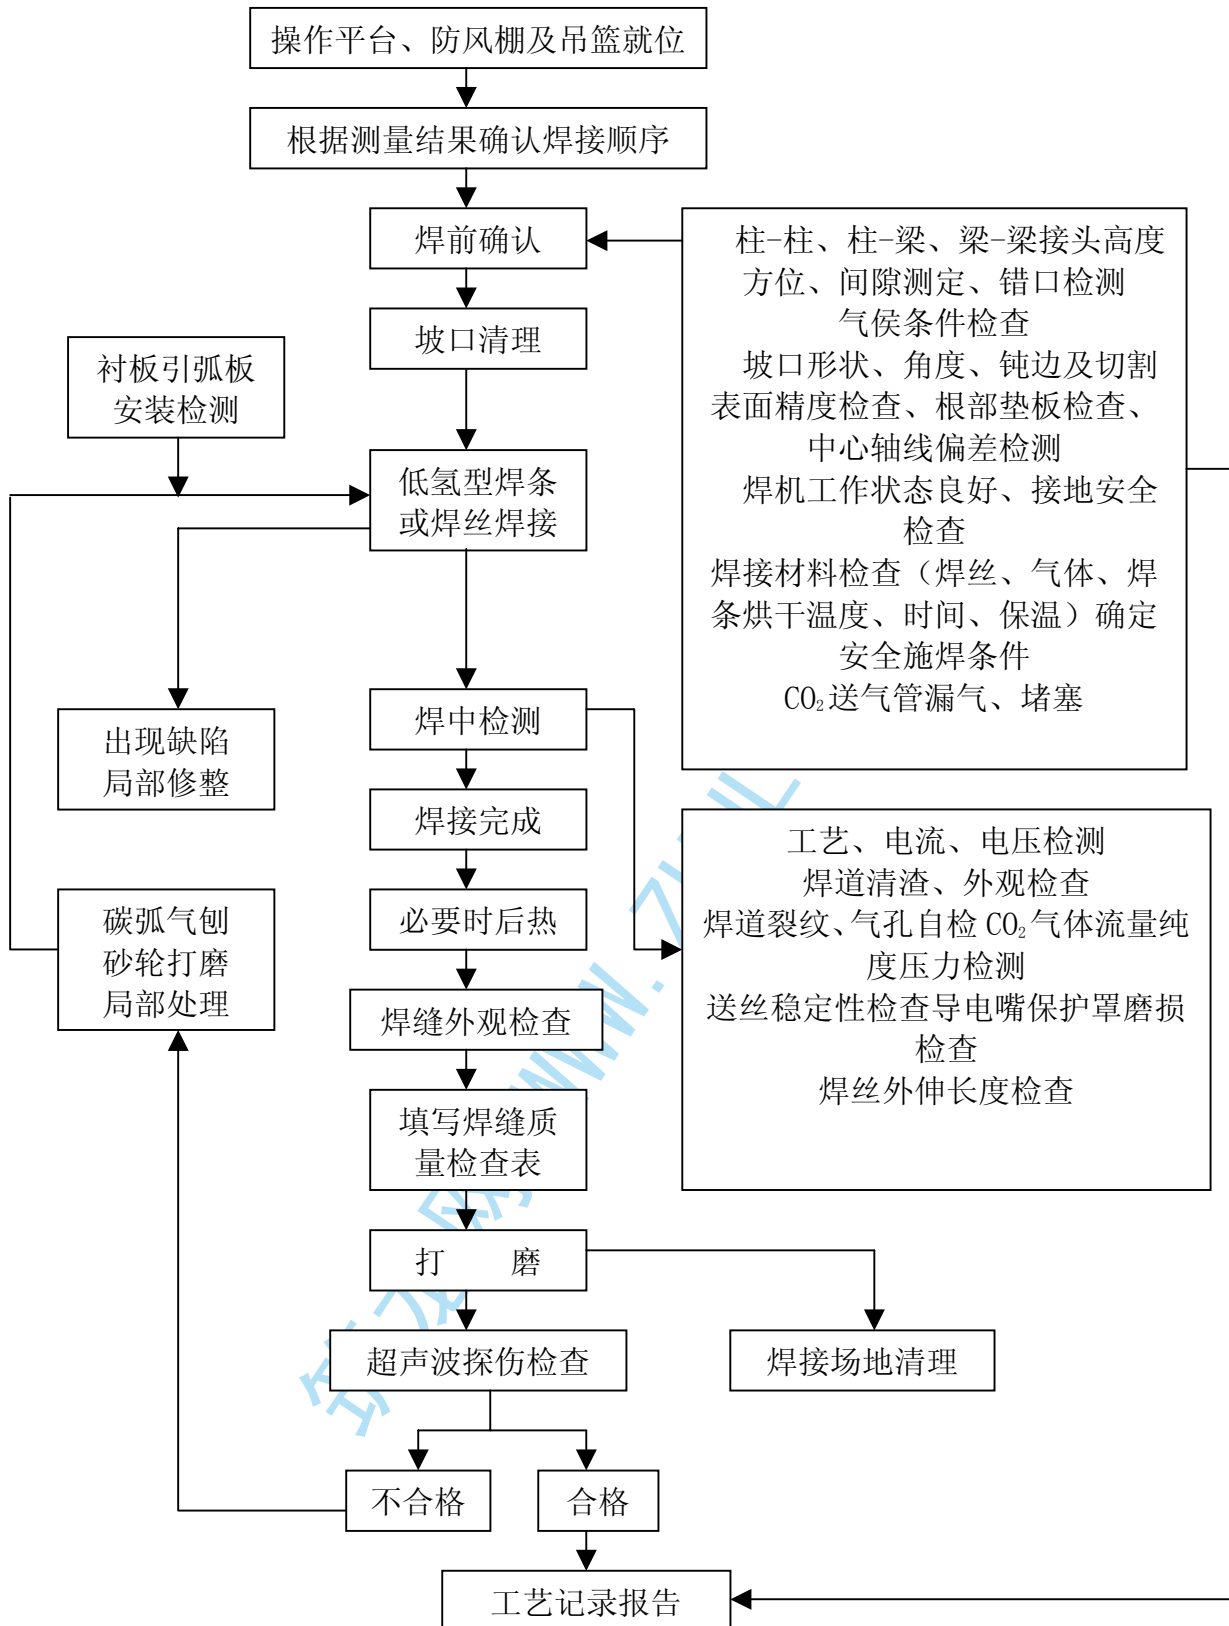 操作平台、防风棚及吊篮就位
根据测量结果确认焊接顺序
焊前确认
坡口清理
衬板引弧板
安装检测
低氢型焊条
或焊丝焊接
柱-柱、柱-梁、梁-梁接头高度
方位、间隙测定、错口检测
气侯条件检查
坡口形状、角度、钝边及切割
表面精度检查、根部垫板检查、
中心轴线偏差检测
焊机工作状态良好、接地安全
检查
焊接材料检查（焊丝、气体、焊
条烘干温度、时间、保温）确定
安全施焊条件
CO₂送气管漏气、堵塞
焊中检测
出现缺陷
局部修整
焊接完成
必要时后热
碳弧气刨
砂轮打磨
局部处理
工艺、电流、电压检测
焊道清渣、外观检查
焊道裂纹、气孔自检 CO₂气体流量纯
度压力检测
送丝稳定性检查导电嘴保护罩磨损
检查
焊丝外伸长度检查
焊缝外观检查
填写焊缝质
量检查表
打 磨
超声波探伤检查
焊接场地清理
不合格
合格
工艺记录报告